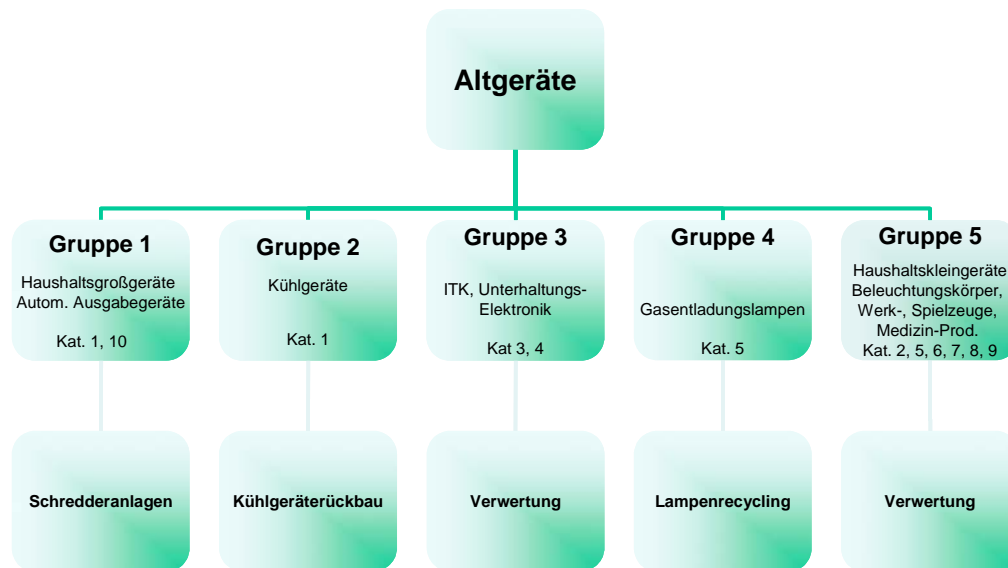 Altgeräte
Gruppe 1
Haushaltsgroßgeräte
Autom. Ausgabegeräte
Kat. 1, 10
Gruppe 2
Kühlgeräte
Kat. 1
Gruppe 3
ITK, Unterhaltungs-
Elektronik
Kat 3, 4
Gruppe 4
Gasentladungslampen
Kat. 5
Gruppe 5
Haushaltskleingeräte
Beleuchtungskörper,
Werk-, Spielzeuge,
Medizin-Prod.
Kat. 2, 5, 6, 7, 8, 9
Schredderanlagen
Kühlgeräterückbau
Verwertung
Lampenrecycling
Verwertung